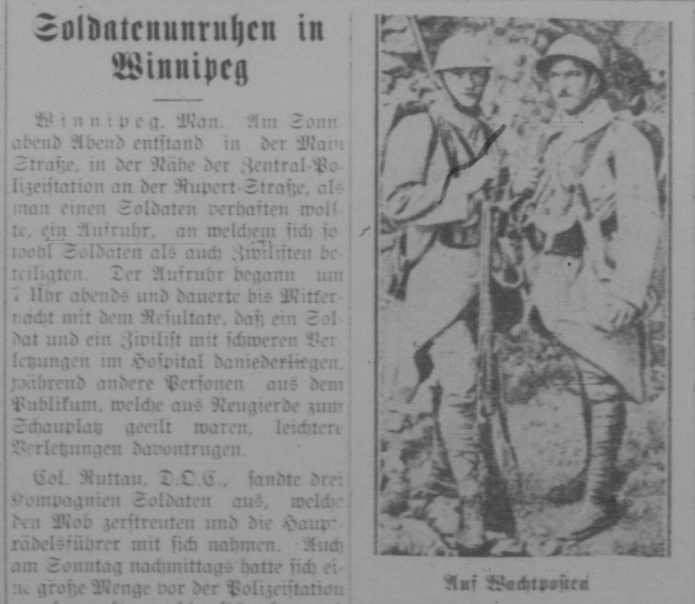 Soldatenunruhen in
Winnipeg
Winnipeg, Man. Am Sonn-
abend Abend entstand in der Main
Straße, in der Nähe der Zentral-Po-
lizeistation an der Rupert-Straße, als
man einen Soldaten verhaften woll-
te, ein Aufruhr, an welchem sich so-
wohl Soldaten als auch Zivilisten be-
teiligten. Der Aufruhr begann um
7 Uhr abends und dauerte bis Mitter-
nacht mit dem Resultate, daß ein Sol-
dat und ein Zivilist mit schweren Ver-
letzungen im Hospital daniederliegen,
während andere Personen aus dem
Publikum, welche aus Neugierde zum
Schauplatz geeilt waren, leichtere
Verletzungen davontrugen.
Col. Ruttau, D.O.C., sandte drei
Kompagnien Soldaten aus, welche
den Mob zerstreuten und die Haupt-
rädelsführer mit sich nahmen. Auch
am Sonntag nachmittags hatte sich ei-
ne große Menge vor der Polizeistation
Auf Wachtposten